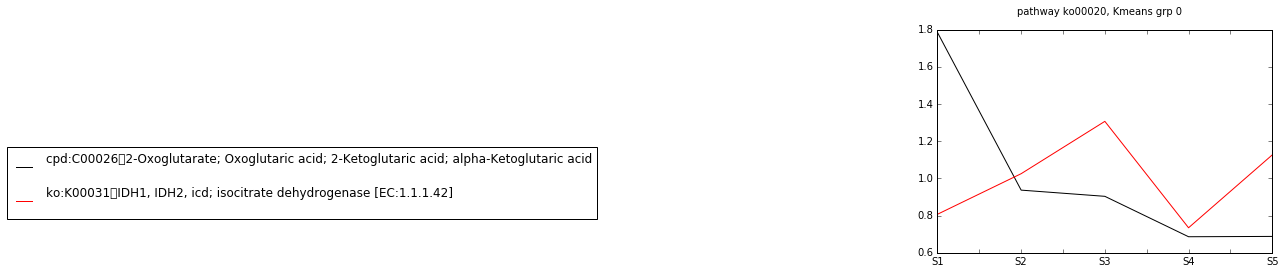 pathway ko00020, Kmeans grp 0
1.8
1.6
1.4
1.2
1.0
0.8
0.6
S1 S2 S3 S4 S5
cpd:C00026▯2-Oxoglutarate; Oxoglutaric acid; 2-Ketoglutaric acid; alpha-Ketoglutaric acid
ko:K00031▯IDH1, IDH2, icd; isocitrate dehydrogenase [EC:1.1.1.42]